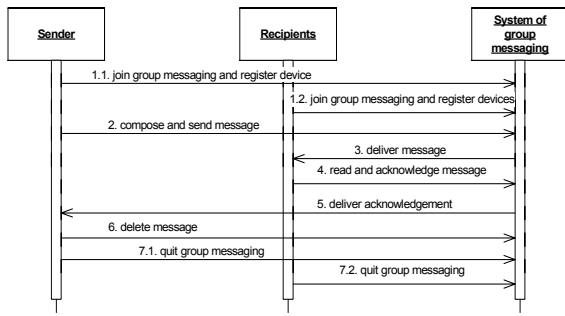 Sender
Recipients
System of
group
messaging
1.1. join group messaging and register device
1.2. join group messaging and register devices
2. compose and send message
3. deliver message
4. read and acknowledge message
5. deliver acknowledgement
6. delete message
7.1. quit group messaging
7.2. quit group messaging